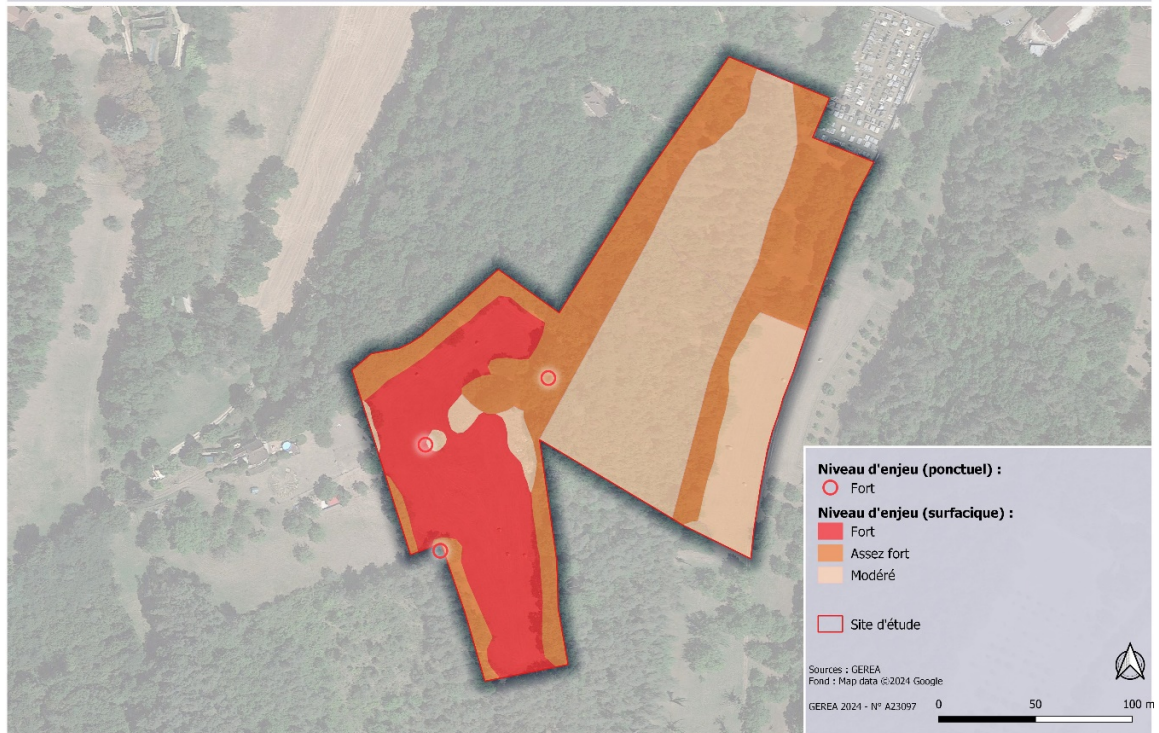 Niveau d'enjeu (ponctuel) :
Fort
Niveau d'enjeu (surfacique) :
Fort
Assez fort
Modéré
Site d'étude
Sources : GEREA
Fond : Map data ©2024 Google
GEREA 2024 - N° A23097
0 50 100 m